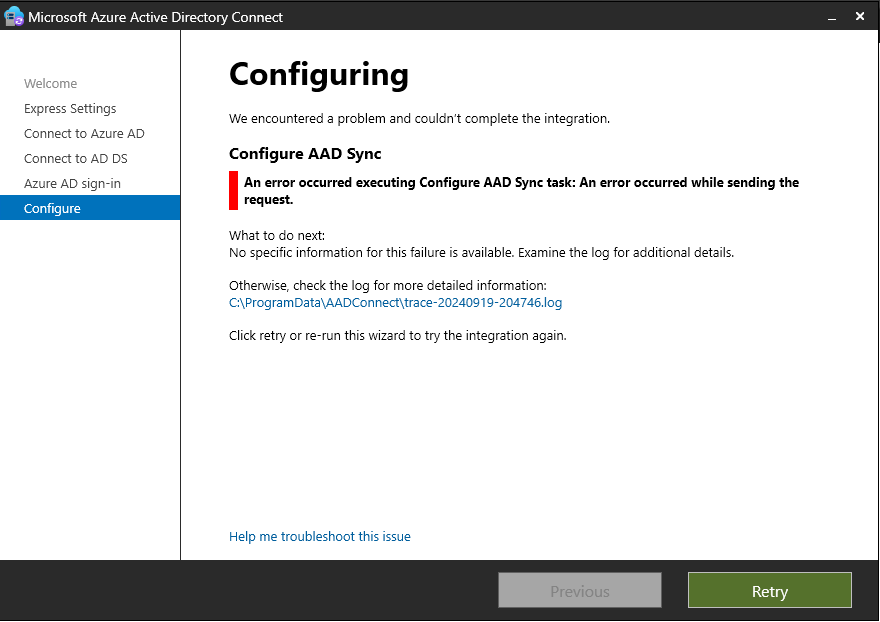 Microsoft Azure Active Directory Connect
Welcome
Express Settings
Connect to Azure AD
Connect to AD DS
Azure AD sign-in
Configure
Configuring
We encountered a problem and couldn't complete the integration.
Configure AAD Sync
An error occurred executing Configure AAD Sync task: An error occurred while sending the
request.
What to do next:
No specific information for this failure is available. Examine the log for additional details.
Otherwise, check the log for more detailed information:
C:\ProgramData\AADConnect\trace-20240919-204746.log
Click retry or re-run this wizard to try the integration again.
Help me troubleshoot this issue
Previous
Retry